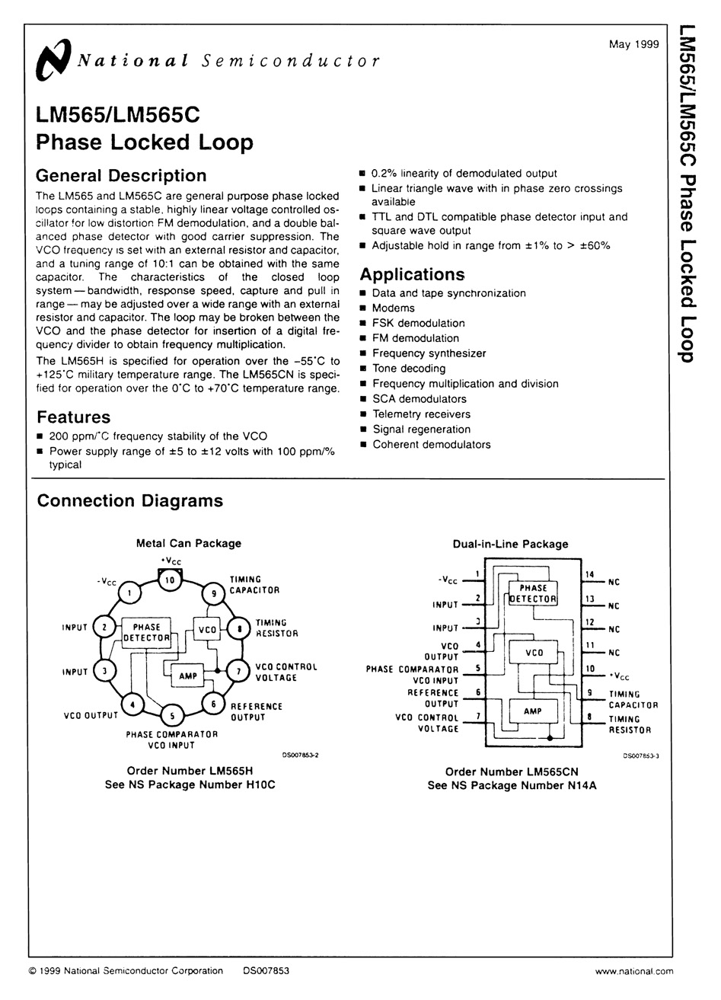 National Semiconductor
May 1999
LM565/LM565C Phase Locked Loop
LM565/LM565C
Phase Locked Loop
General Description
The LM565 and LM565C are general purpose phase locked
loops containing a stable, highly linear voltage controlled os-
cillator for low distortion FM demodulation, and a double bal-
anced phase detector with good carrier suppression. The
VCO frequency is set with an external resistor and capacitor,
and a tuning range of 10:1 can be obtained with the same
capacitor. The characteristics of the closed loop
system — bandwidth, response speed, capture and pull in
range — may be adjusted over a wide range with an external
resistor and capacitor. The loop may be broken between the
VCO and the phase detector for insertion of a digital fre-
quency divider to obtain frequency multiplication.
The LM565H is specified for operation over the −55˚C to
+125˚C military temperature range. The LM565CN is speci-
fied for operation over the 0˚C to +70˚C temperature range.
Features
■ 200 ppm/˚C frequency stability of the VCO
■ Power supply range of ±5 to ±12 volts with 100 ppm/%
typical
■ 0.2% linearity of demodulated output
■ Linear triangle wave with in phase zero crossings
available
■ TTL and DTL compatible phase detector input and
square wave output
■ Adjustable hold in range from ±1% to > ±60%
Applications
■ Data and tape synchronization
■ Modems
■ FSK demodulation
■ FM demodulation
■ Frequency synthesizer
■ Tone decoding
■ Frequency multiplication and division
■ SCA demodulators
■ Telemetry receivers
■ Signal regeneration
■ Coherent demodulators
Connection Diagrams
Metal Can Package
+VCC
10
-VCC
1
9
TIMING
CAPACITOR
INPUT
2
PHASE
DETECTOR
VCO
8
TIMING
RESISTOR
INPUT
3
AMP
7
VCO CONTROL
VOLTAGE
VCO OUTPUT
4
5
6
REFERENCE
OUTPUT
PHASE COMPARATOR
VCO INPUT
DS007853-2
Order Number LM565H
See NS Package Number H10C
Dual-in-Line Package
-VCC
1
INPUT
2
INPUT
3
VCO
OUTPUT
4
PHASE COMPARATOR
VCO INPUT
5
REFERENCE
OUTPUT
6
VCO CONTROL
VOLTAGE
7
PHASE
DETECTOR
VCO
AMP
14
NC
13
NC
12
NC
11
NC
10
+VCC
9
TIMING
CAPACITOR
8
TIMING
RESISTOR
DS007853-3
Order Number LM565CN
See NS Package Number N14A
© 1999 National Semiconductor Corporation DS007853
www.national.com